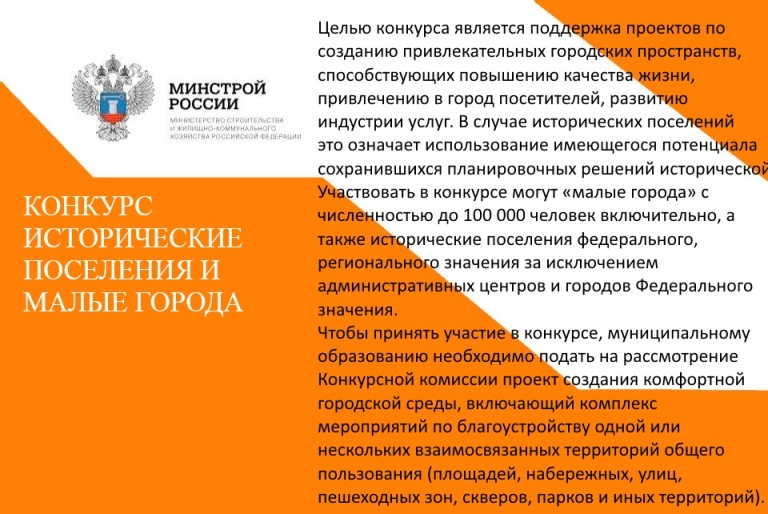 МИНСТРОЙ
РОССИИ
МИНИСТЕРСТВО СТРОИТЕЛЬСТВА
И ЖИЛИЩНО-КОММУНАЛЬНОГО
ХОЗЯЙСТВА РОССИЙСКОЙ ФЕДЕРАЦИИ
КОНКУРС
ИСТОРИЧЕСКИЕ
ПОСЕЛЕНИЯ И
МАЛЫЕ ГОРОДА
Целью конкурса является поддержка проектов по
созданию привлекательных городских пространств,
способствующих повышению качества жизни,
привлечению в город посетителей, развитию
индустрии услуг. В случае исторических поселений
это означает использование имеющегося потенциала
сохранившихся планировочных решений исторической
Участвовать в конкурсе могут «малые города» с
численностью до 100 000 человек включительно, а
также исторические поселения федерального,
регионального значения за исключением
административных центров и городов Федерального
значения.
Чтобы принять участие в конкурсе, муниципальному
образованию необходимо подать на рассмотрение
Конкурсной комиссии проект создания комфортной
городской среды, включающий комплекс
мероприятий по благоустройству одной или
нескольких взаимосвязанных территорий общего
пользования (площадей, набережных, улиц,
пешеходных зон, скверов, парков и иных территорий).